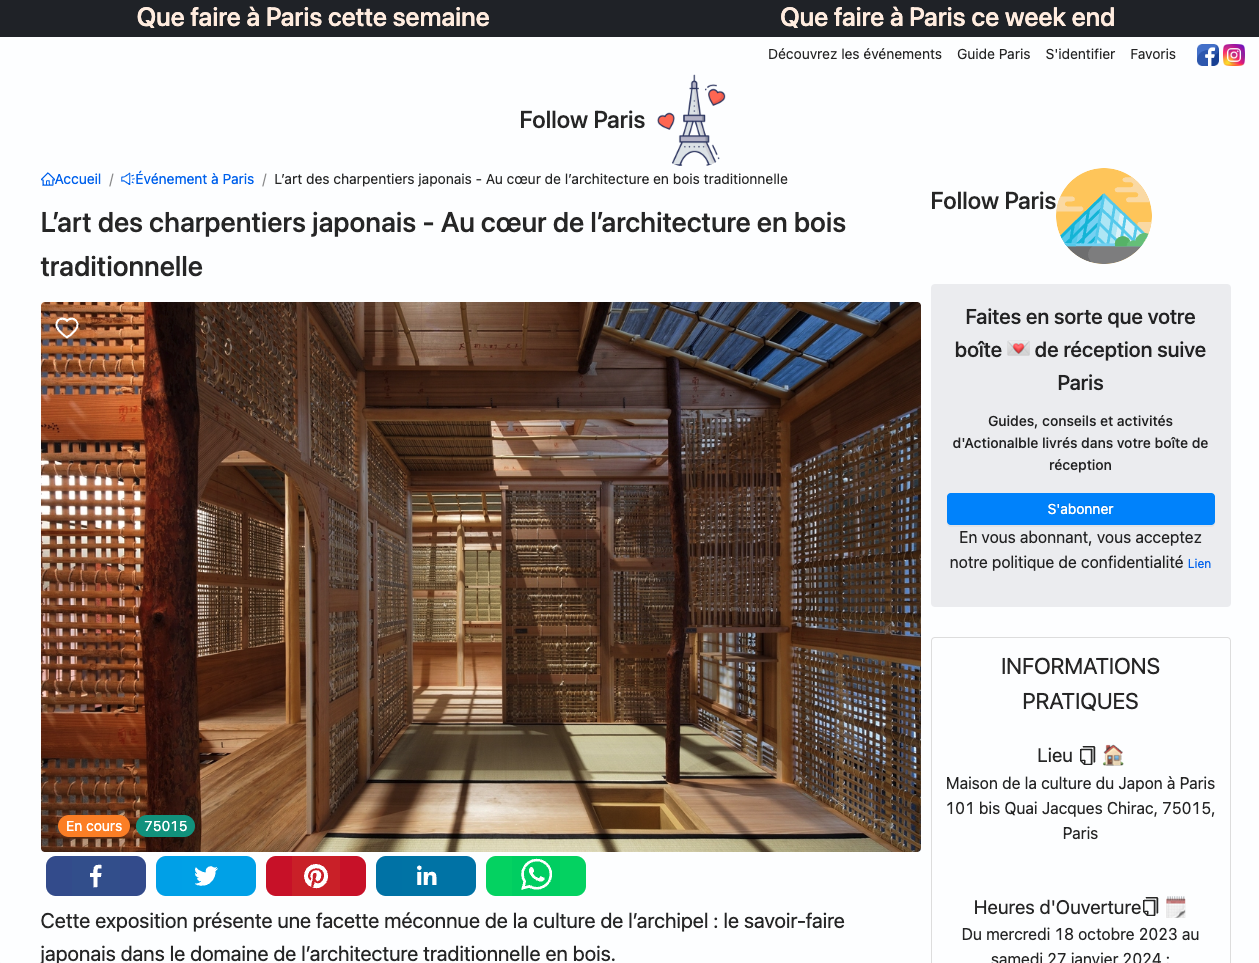 Que faire à Paris cette semaine
Que faire à Paris ce week end
Découvrez les événements Guide Paris S'identifier Favoris
Follow Paris
Accueil / Événement à Paris / L’art des charpentiers japonais - Au cœur de l’architecture en bois traditionnelle
L’art des charpentiers japonais - Au cœur de l’architecture en bois
traditionnelle
En cours 75015
Cette exposition présente une facette méconnue de la culture de l’archipel : le savoir-faire
japonais dans le domaine de l’architecture traditionnelle en bois.
Follow Paris
Faites en sorte que votre
boîte 💌 de réception suive
Paris
Guides, conseils et activités
d'Actionalble livrés dans votre boîte de
réception
S'abonner
En vous abonnant, vous acceptez
notre politique de confidentialité Lien
INFORMATIONS
PRATIQUES
Lieu 🏠
Maison de la culture du Japon à Paris
101 bis Quai Jacques Chirac, 75015,
Paris
Heures d'Ouverture 🗓️
Du mercredi 18 octobre 2023 au
samedi 27 janvier 2024 :